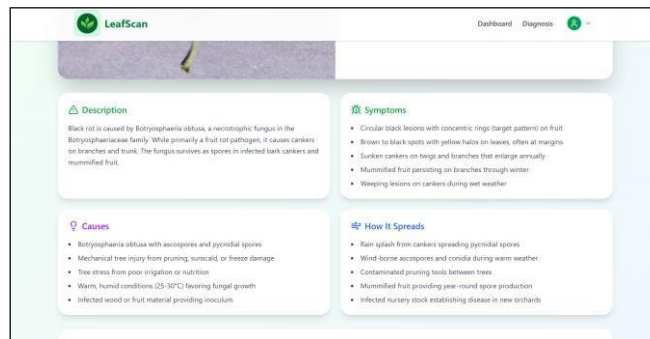 LeafScan
Dashboard Diagnosis
Description
Black rot is caused by Botryosphaeria obtusa, a necrotrophic fungus in the
Botryosphaeriaceae family. While primarily a fruit rot pathogen, it causes cankers
on branches and trunk. The fungus survives as spores in infected bark cankers and
mummified fruit.
Symptoms
• Circular black lesions with concentric rings (target pattern) on fruit
• Brown to black spots with yellow halos on leaves, often at margins
• Sunken cankers on twigs and branches that enlarge annually
• Mummified fruit persisting on branches through winter
• Weeping lesions on cankers during wet weather
Causes
• Botryosphaeria obtusa with ascospores and pycnidial spores
• Mechanical tree injury from pruning, sunscald, or freeze damage
• Tree stress from poor irrigation or nutrition
• Warm, humid conditions (25-30°C) favoring fungal growth
• Infected wood or fruit material providing inoculum
How It Spreads
• Rain splash from cankers spreading pycnidial spores
• Wind-borne ascospores and conidia during warm weather
• Contaminated pruning tools between trees
• Mummified fruit providing year-round spore production
• Infected nursery stock establishing disease in new orchards